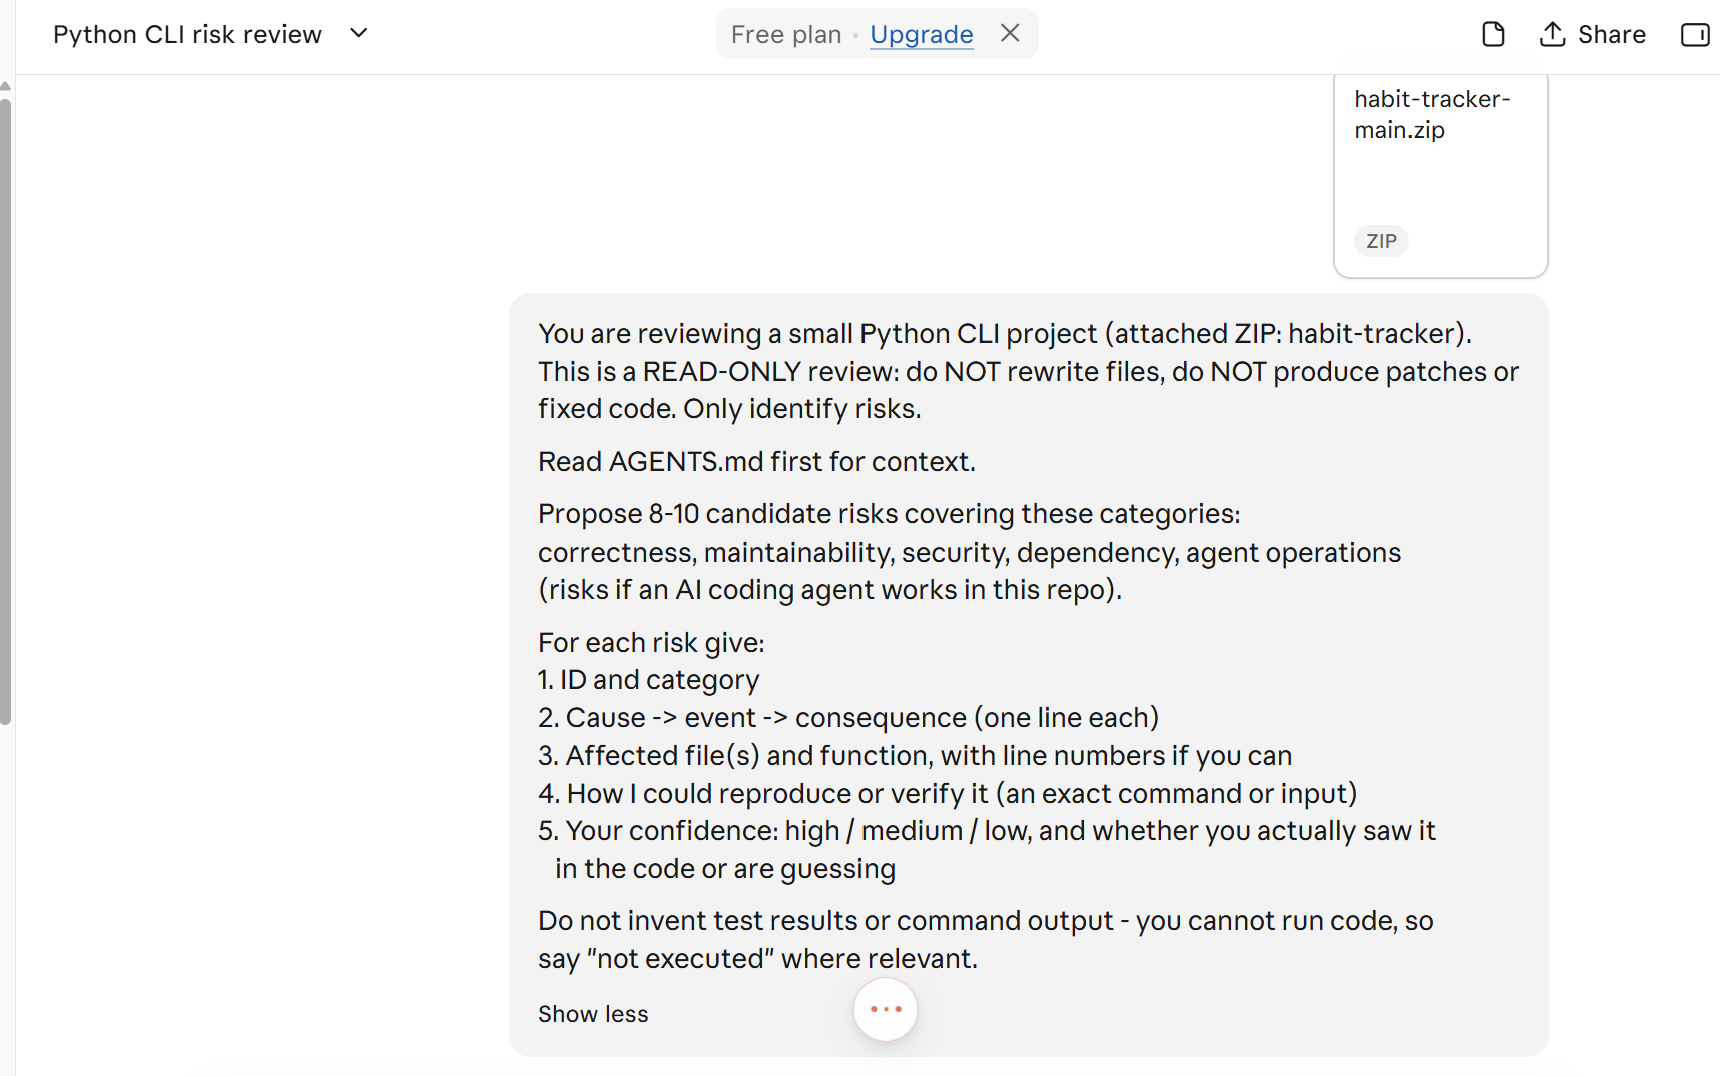 Python CLI risk review
Free plan · Upgrade
Share
habit-tracker-
main.zip
ZIP
You are reviewing a small Python CLI project (attached ZIP: habit-tracker).
This is a READ-ONLY review: do NOT rewrite files, do NOT produce patches or
fixed code. Only identify risks.
Read AGENTS.md first for context.
Propose 8-10 candidate risks covering these categories:
correctness, maintainability, security, dependency, agent operations
(risks if an AI coding agent works in this repo).
For each risk give:
1. ID and category
2. Cause -> event -> consequence (one line each)
3. Affected file(s) and function, with line numbers if you can
4. How I could reproduce or verify it (an exact command or input)
5. Your confidence: high / medium / low, and whether you actually saw it
in the code or are guessing
Do not invent test results or command output - you cannot run code, so
say "not executed" where relevant.
Show less